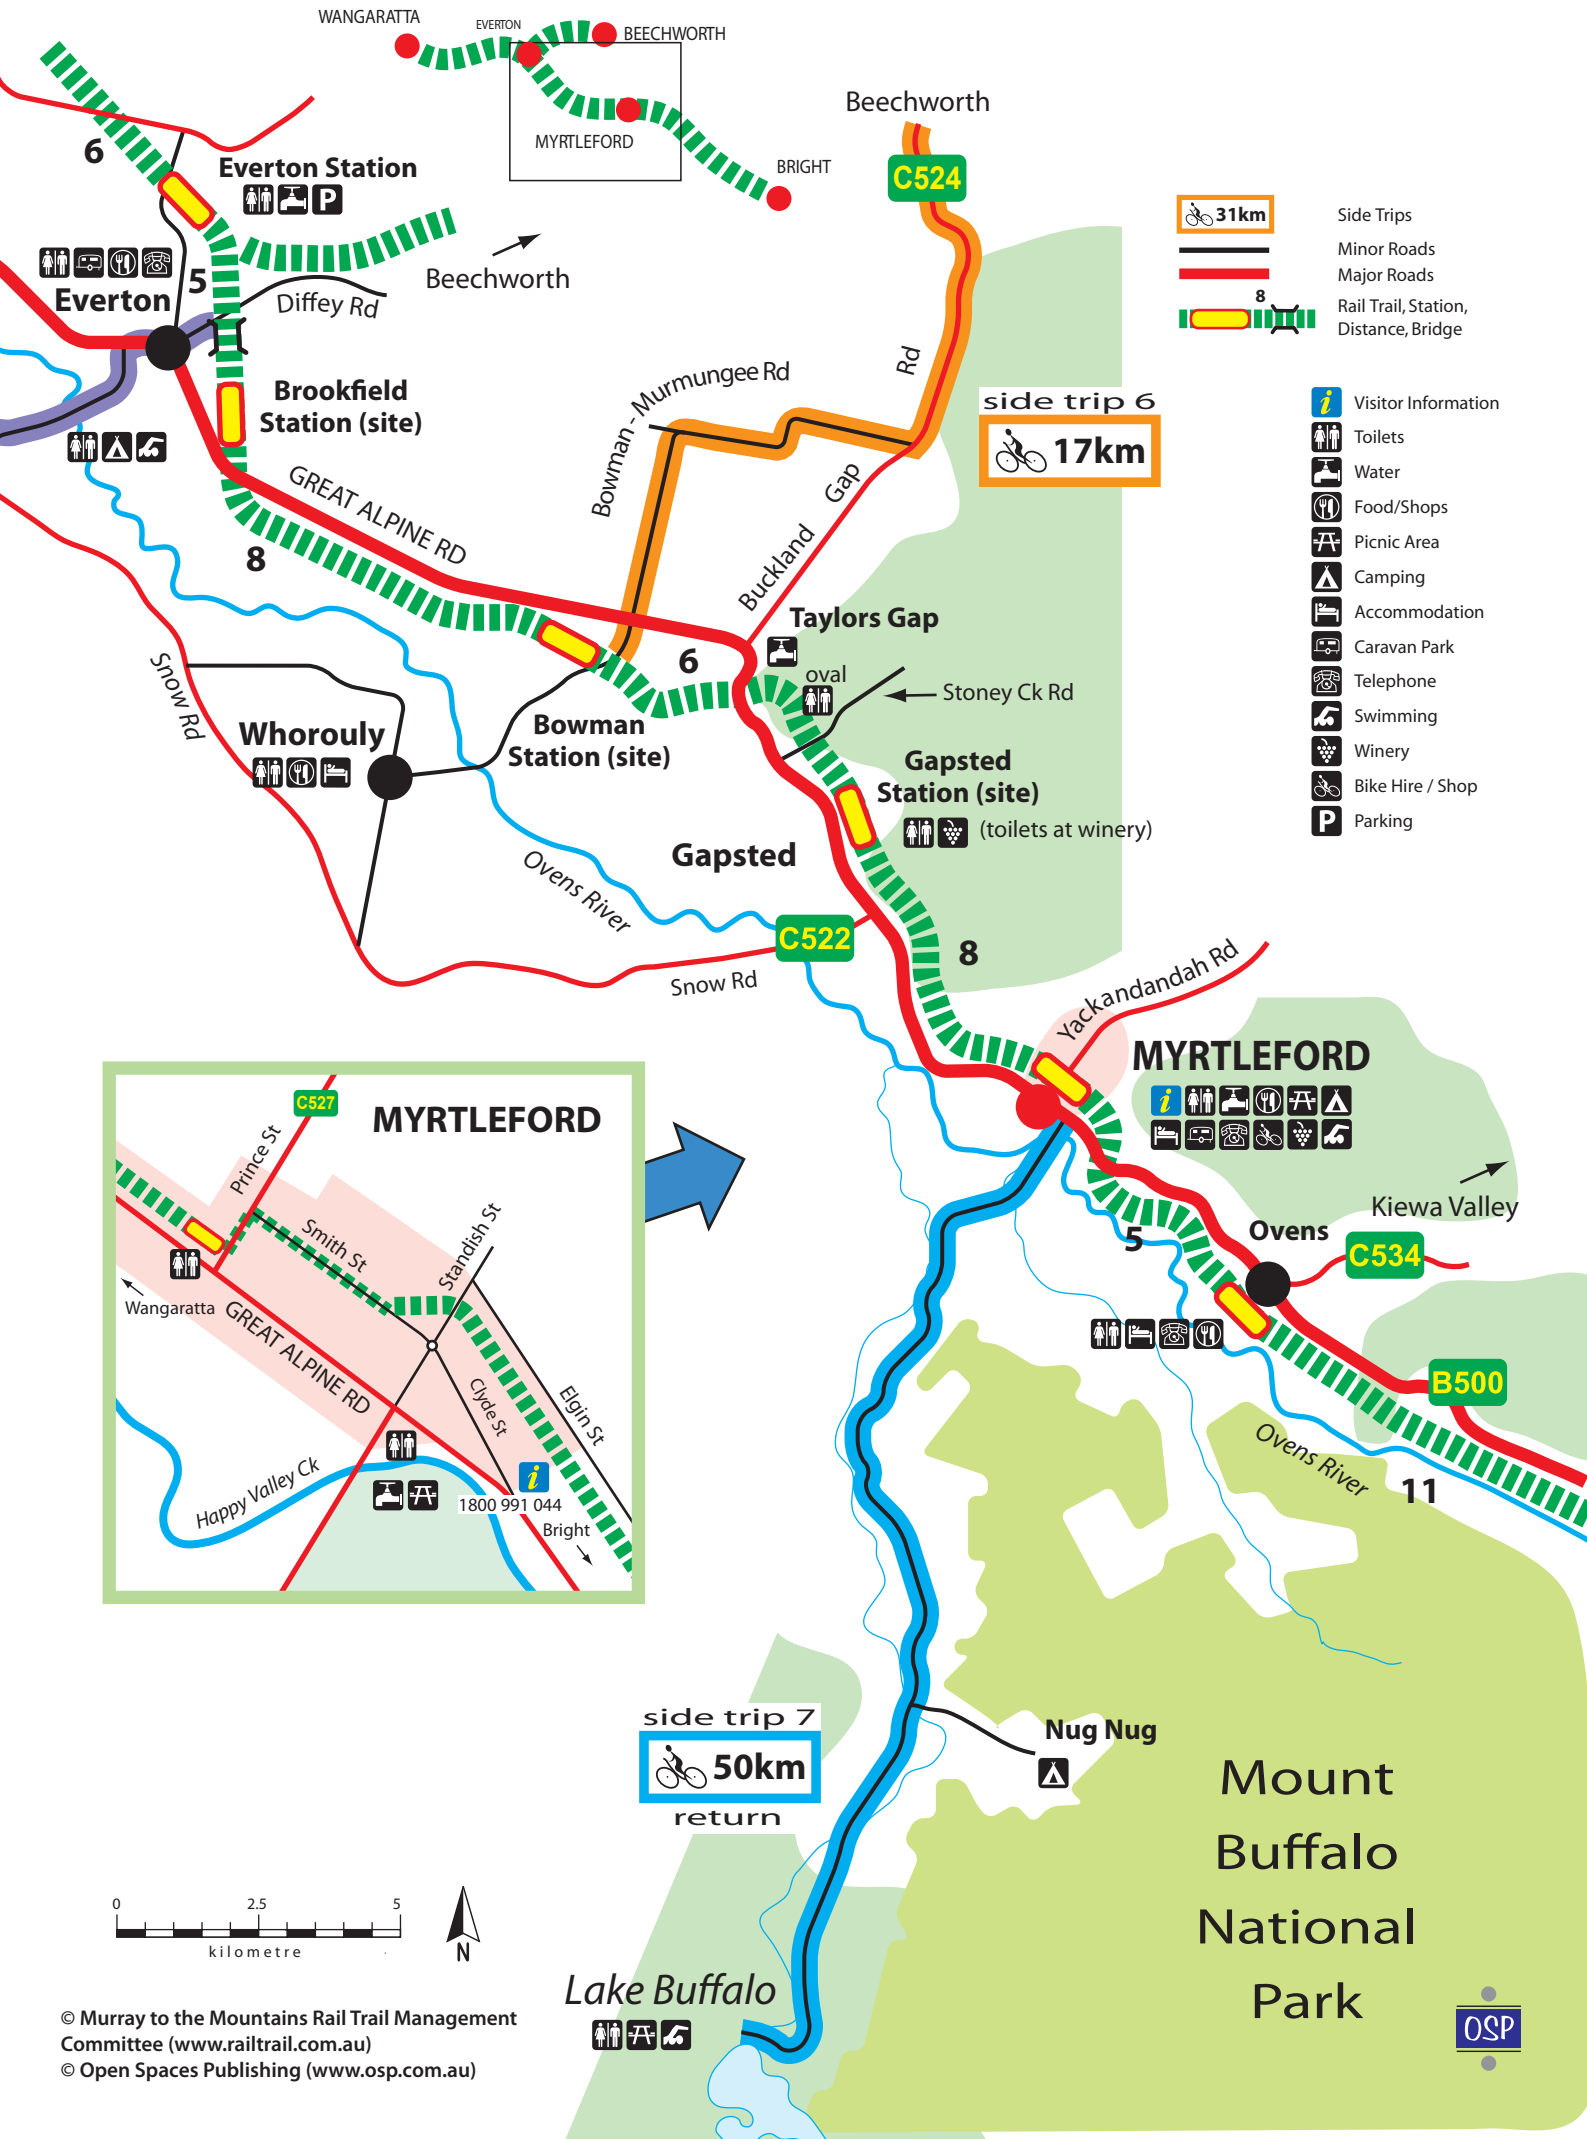 WANGARATTA
EVERTON
BEECHWORTH
MYRTLEFORD
BRIGHT
Beechworth
C524
6
Everton Station
P
5
Everton
Diffey Rd
Beechworth
31km
Side Trips
Minor Roads
Major Roads
8
Rail Trail, Station,
Distance, Bridge
i
Visitor Information
Toilets
Water
Food/Shops
Picnic Area
Camping
Accommodation
Caravan Park
Telephone
Swimming
Winery
Bike Hire / Shop
P
Parking
Brookfield
Station (site)
Bowman - Murmungee Rd
Buckland Gap Rd
side trip 6
17km
GREAT ALPINE RD
8
6
Taylors Gap
oval
Stoney Ck Rd
Snow Rd
Whorouly
Bowman
Station (site)
Gapsted
Station (site)
(toilets at winery)
Gapsted
Ovens River
C522
Snow Rd
8
Yackandandah Rd
MYRTLEFORD
i
Kiewa Valley
5
Ovens
C534
B500
Ovens River
11
MYRTLEFORD
C527
Prince St
Smith St
Standish St
Wangaratta
GREAT ALPINE RD
Clyde St
Elgin St
Happy Valley Ck
i
1800 991 044
Bright
side trip 7
50km
return
Nug Nug
Mount
Buffalo
National
Park
Lake Buffalo
0
2.5
5
kilometre
N
© Murray to the Mountains Rail Trail Management
Committee (www.railtrail.com.au)
© Open Spaces Publishing (www.osp.com.au)
OSP